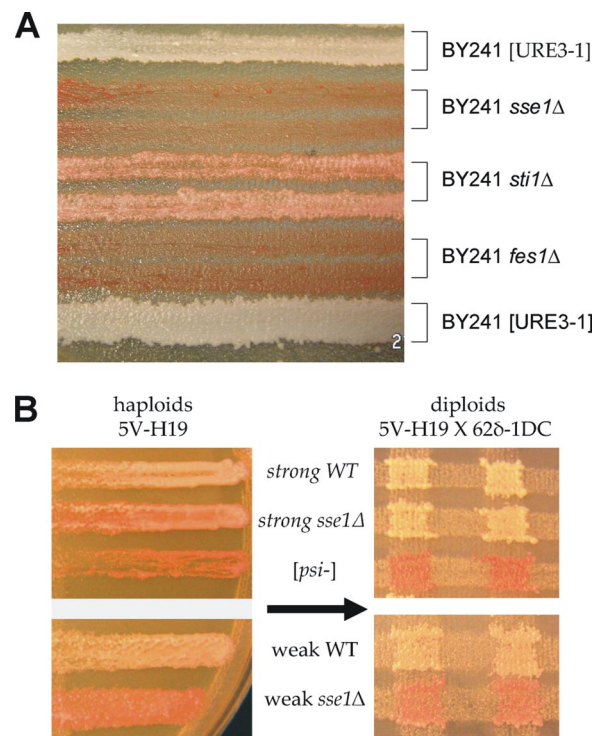 A
BY241 [URE3-1]
BY241 sse1Δ
BY241 sti1Δ
BY241 fes1Δ
BY241 [URE3-1]
2
B
haploids
5V-H19
diploids
5V-H19 X 62δ-1DC
strong WT
strong sse1Δ
[psi-]
weak WT
weak sse1Δ